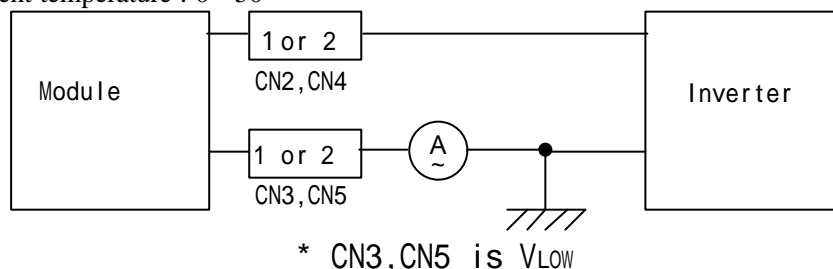 1 or 2
CN2,CN4
Module
Inverter
1 or 2
A
~
CN3,CN5
* CN3,CN5 is VLOW